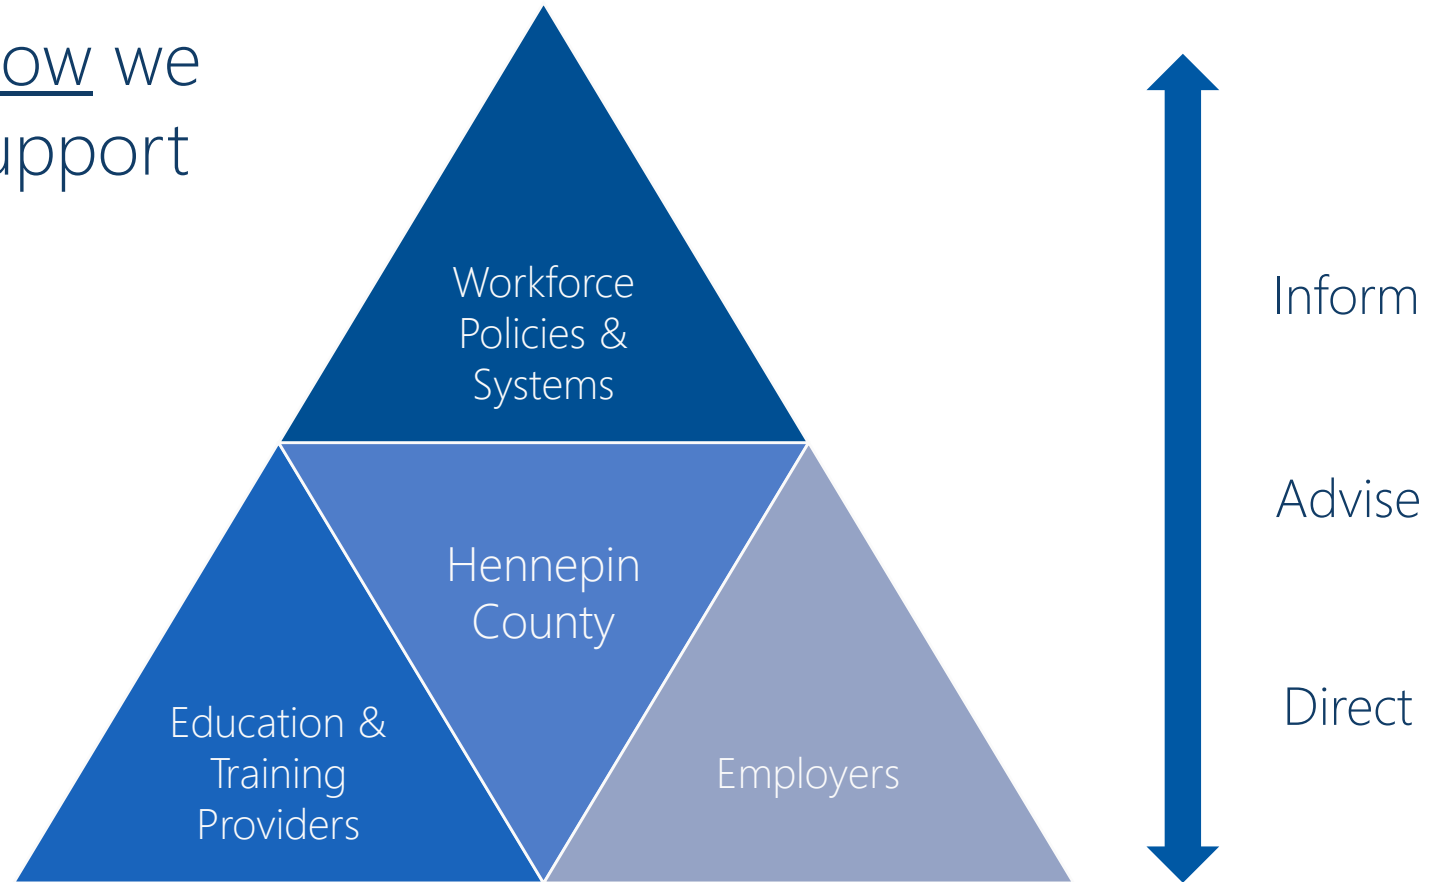 ow we
upport
Workforce
Policies &
Systems
Hennepin
County
Education &
Training
Providers
Employers
Inform
Advise
Direct